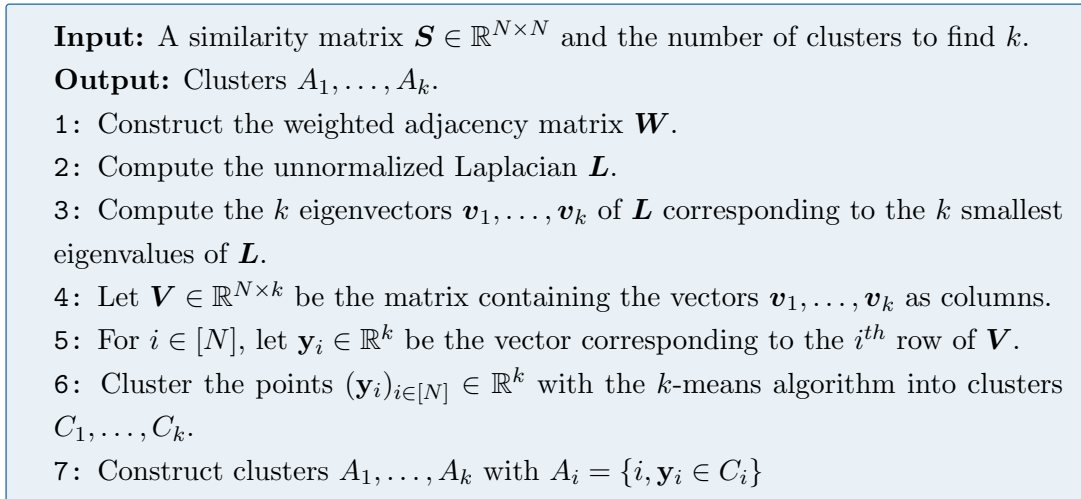 Input: A similarity matrix S ∈ ℝ^{N×N} and the number of clusters to find k.
Output: Clusters A_1, . . . , A_k.
1: Construct the weighted adjacency matrix W.
2: Compute the unnormalized Laplacian L.
3: Compute the k eigenvectors v_1, . . . , v_k of L corresponding to the k smallest
eigenvalues of L.
4: Let V ∈ ℝ^{N×k} be the matrix containing the vectors v_1, . . . , v_k as columns.
5: For i ∈ [N], let y_i ∈ ℝ^k be the vector corresponding to the i^{th} row of V.
6: Cluster the points (y_i)_{i∈[N]} ∈ ℝ^k with the k-means algorithm into clusters
C_1, . . . , C_k.
7: Construct clusters A_1, . . . , A_k with A_i = {i, y_i ∈ C_i}